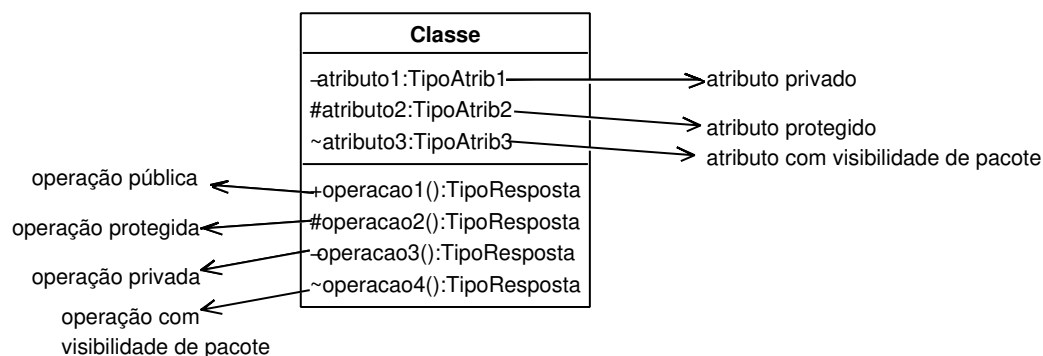 Classe
-atributo1:TipoAtrib1
atributo privado
#atributo2:TipoAtrib2
atributo protegido
~atributo3:TipoAtrib3
atributo com visibilidade de pacote
operação pública
+operacao1():TipoResposta
operação protegida
#operacao2():TipoResposta
operação privada
-operacao3():TipoResposta
~operacao4():TipoResposta
operação com
visibilidade de pacote